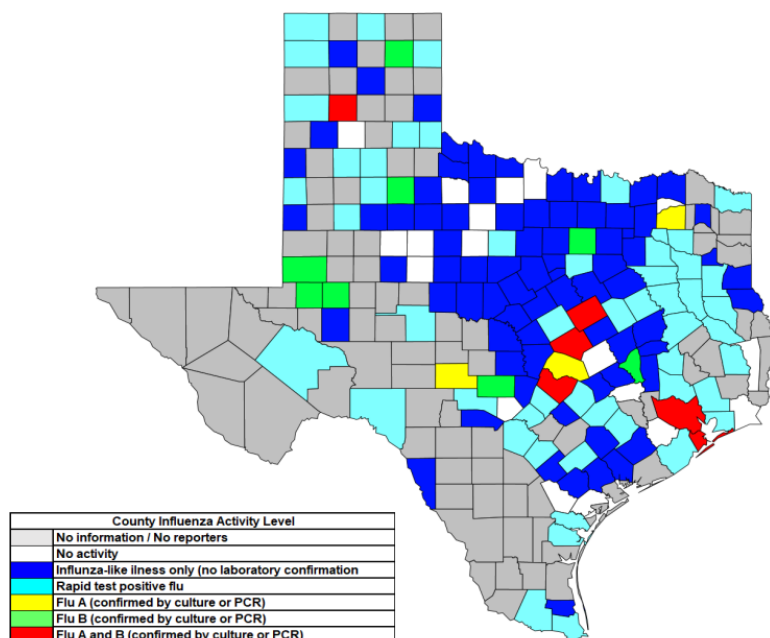 County Influenza Activity Level
No information / No reporters
No activity
Influnza-like ilness only (no laboratory confirmation
Rapid test positive flu
Flu A (confirmed by culture or PCR)
Flu B (confirmed by culture or PCR)
Flu A and B (confirmed by culture or PCR)